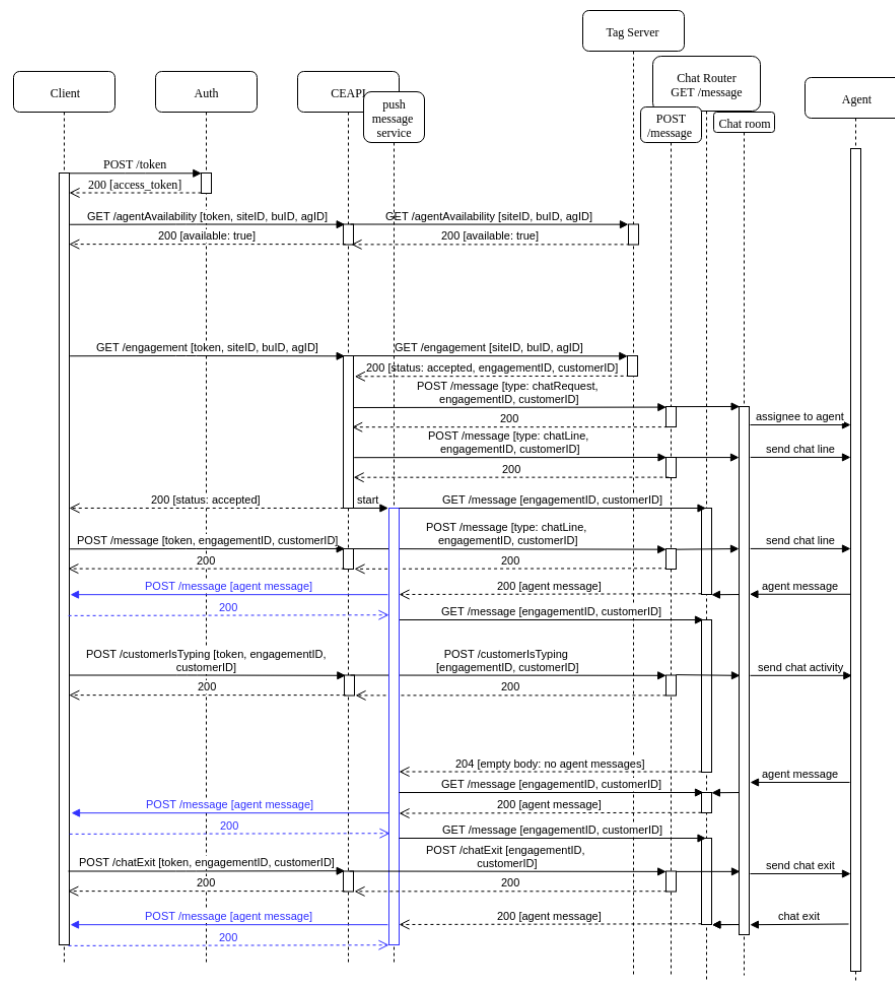 Tag Server
Client
Auth
CEAPI
push
message
service
Chat Router
GET /message
POST
/message
Chat room
Agent
POST /token
200 [access_token]
GET /agentAvailability [token, siteID, buID, agID]
GET /agentAvailability [siteID, buID, agID]
200 [available: true]
200 [available: true]
GET /engagement [token, siteID, buID, agID]
GET /engagement [siteID, buID, agID]
200 [status: accepted, engagementID, customerID]
POST /message [type: chatRequest,
engagementID, customerID]
200
assignee to agent
POST /message [type: chatLine,
engagementID, customerID]
send chat line
200
200 [status: accepted]
start
GET /message [engagementID, customerID]
POST /message [token, engagementID, customerID]
POST /message [type: chatLine,
engagementID, customerID]
send chat line
200
200
POST /message [agent message]
200 [agent message]
agent message
200
GET /message [engagementID, customerID]
POST /customerIsTyping [token, engagementID,
customerID]
POST /customerIsTyping
[engagementID, customerID]
send chat activity
200
200
204 [empty body: no agent messages]
agent message
GET /message [engagementID, customerID]
POST /message [agent message]
200 [agent message]
200
GET /message [engagementID, customerID]
POST /chatExit [token, engagementID, customerID]
POST /chatExit [engagementID,
customerID]
send chat exit
200
200
POST /message [agent message]
200 [agent message]
chat exit
200